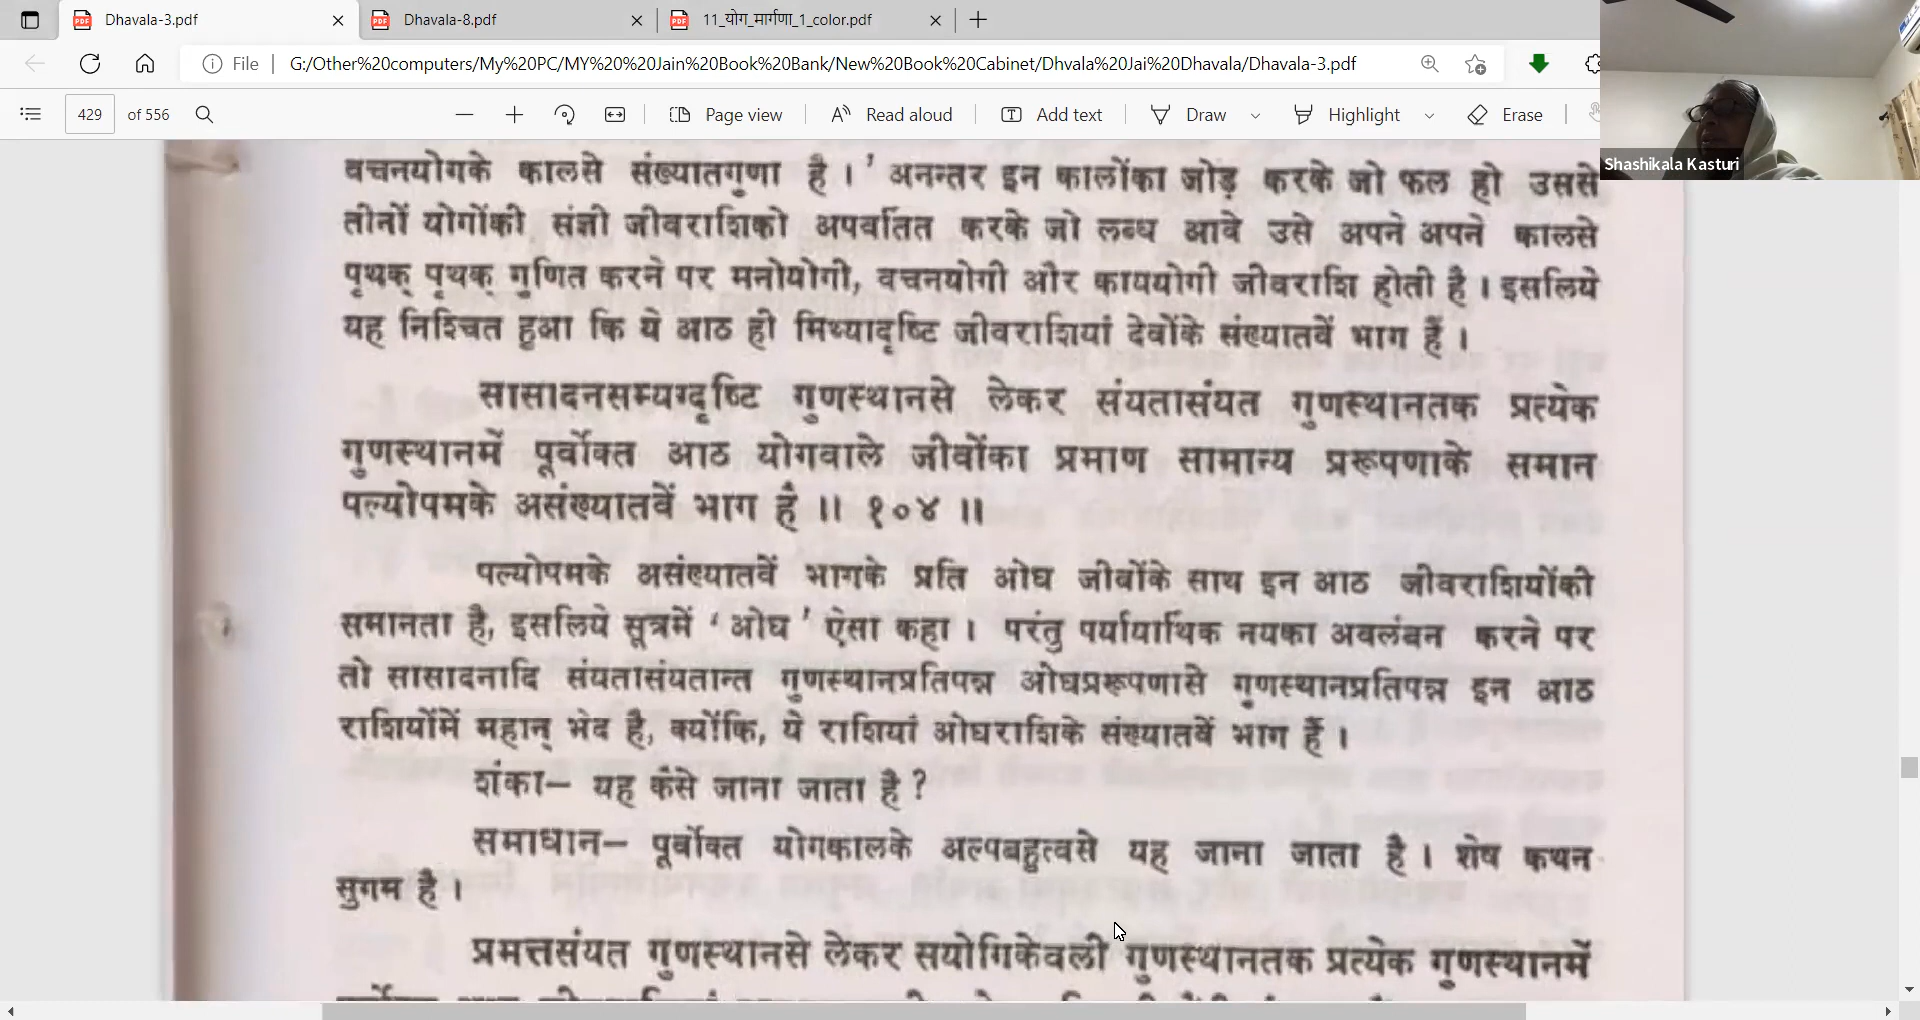 Dhavala-3.pdf
Dhavala-8.pdf
11_योग_मार्गणा_1_color.pdf
File
G:/Other%20computers/My%20PC/MY%20%20Jain%20Book%20Bank/New%20Book%20Cabinet/Dhvala%20Jai%20Dhavala/Dhavala-3.pdf
429 of 556
Page view
Read aloud
Add text
Draw
Highlight
Erase
Shashikala Kasturi
वचनयोगके कालसे संख्यातगुणा है ।’ अनन्तर इन कालोंका जोड़ करके जो फल हो उससे
तीनों योगोंकी संज्ञी जीवराशिको अपवर्तित करके जो लब्ध आवे उसे अपने अपने कालसे
पृथक् पृथक् गुणित करने पर मनोयोगी, वचनयोगी और काययोगी जीवराशि होती है । इसलिये
यह निश्चित हुआ कि ये आठ ही मिथ्यादृष्टि जीवराशियां देवोंके संख्यातवें भाग हैं ।
सासादनसम्यग्दृष्टि गुणस्थानसे लेकर संयतासंयत गुणस्थानतक प्रत्येक
गुणस्थानमें पूर्वोक्त आठ योगवाले जीवोंका प्रमाण सामान्य प्ररूपणाके समान
पल्योपमके असंख्यातवें भाग है ॥ १०४ ॥
पल्योपमके असंख्यातवें भागके प्रति ओघ जीवोंके साथ इन आठ जीवराशियोंकी
समानता है, इसलिये सूत्रमें ‘ ओघ ’ ऐसा कहा । परंतु पर्यायार्थिक नयका अवलंबन करने पर
तो सासादनादि संयतासंयतान्त गुणस्थानप्रतिपन्न ओघप्ररूपणासे गुणस्थानप्रतिपन्न इन आठ
राशियोंमें महान् भेद है, क्योंकि, ये राशियां ओघराशिके संख्यातवें भाग हैं ।
शंका— यह कैसे जाना जाता है ?
समाधान— पूर्वोक्त योगकालके अल्पबहुत्वसे यह जाना जाता है । शेष कथन
सुगम है ।
प्रमत्तसंयत गुणस्थानसे लेकर सयोगिकेवली गुणस्थानतक प्रत्येक गुणस्थानमें